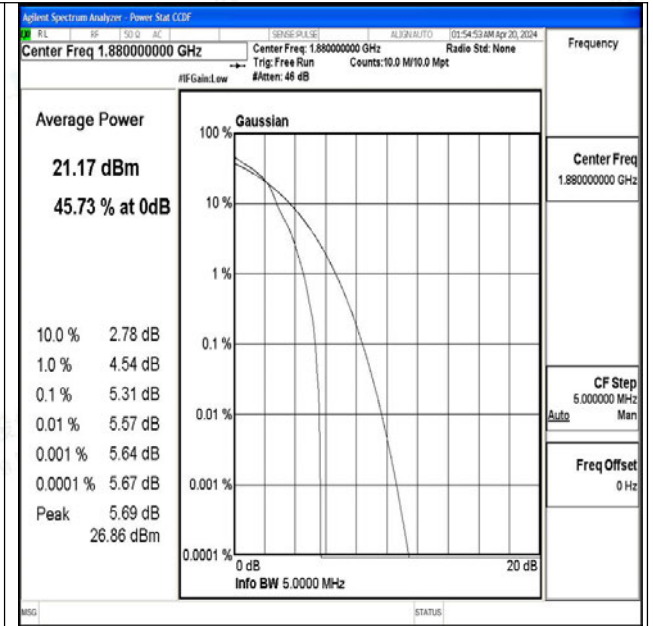 Agilent Spectrum Analyzer - Power Stat CCDF
RL RF 50 Ω AC SENSE:PULSE ALIGN AUTO 01:54:53 AM Apr 20, 2024
Center Freq 1.880000000 GHz
Center Freq: 1.880000000 GHz Radio Std: None
Trig: Free Run Counts:10.0 M/10.0 Mpt
#IFGain:Low #Atten: 46 dB
Frequency
Average Power
21.17 dBm
45.73 % at 0dB
10.0 % 2.78 dB
1.0 % 4.54 dB
0.1 % 5.31 dB
0.01 % 5.57 dB
0.001 % 5.64 dB
0.0001 % 5.67 dB
Peak 5.69 dB
26.86 dBm
Gaussian
100 %
10 %
1 %
0.1 %
0.01 %
0.001 %
0.0001 %
0 dB 20 dB
Info BW 5.0000 MHz
Center Freq
1.880000000 GHz
CF Step
5.000000 MHz
Auto Man
Freq Offset
0 Hz
MSG STATUS